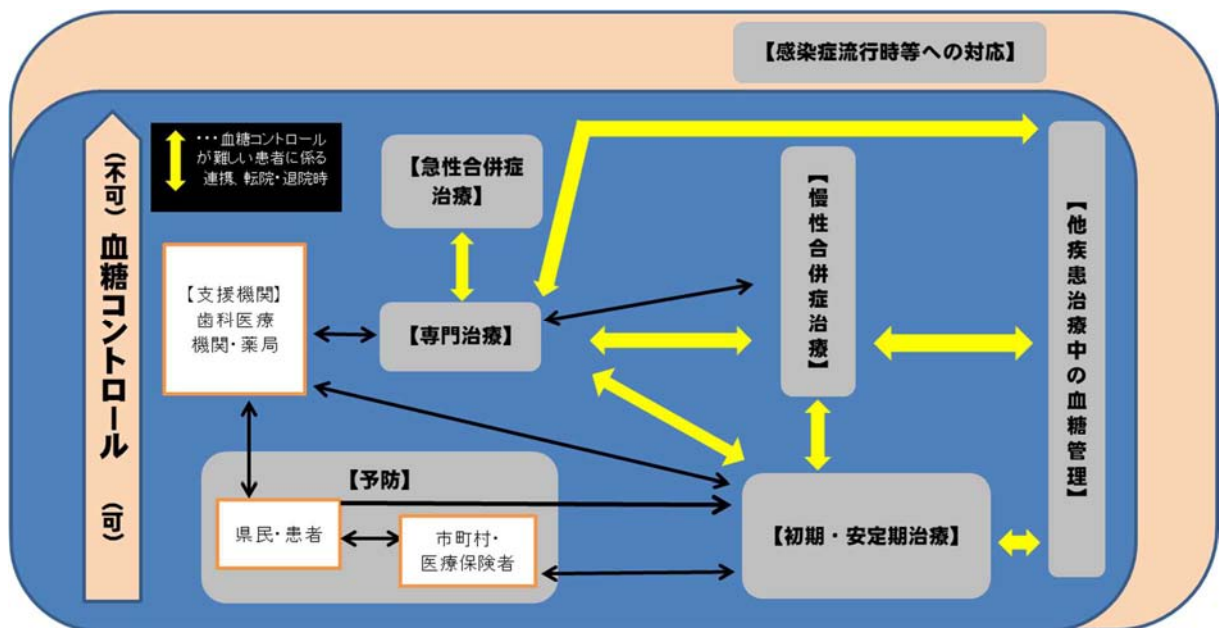 【感染症流行時等への対応】
(不可) 血糖コントロール (可)
・・・血糖コントロール
が難しい患者に係る
連携、転院・退院時
【急性合併症
治療】
【慢性合併症治療】
【他疾患治療中の血糖管理】
【支援機関】
歯科医療
機関・薬局
【専門治療】
【予防】
県民・患者
市町村・
医療保険者
【初期・安定期治療】